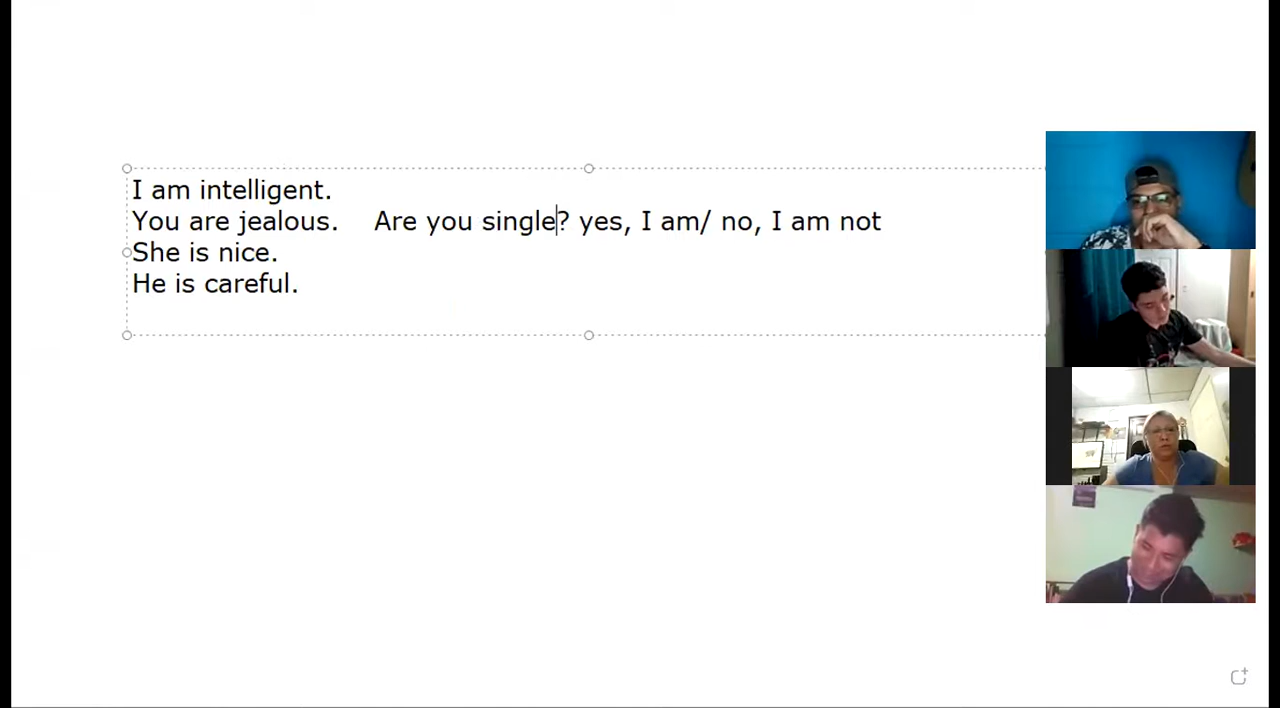 I am intelligent.
You are jealous. Are you single? yes, I am/ no, I am not
She is nice.
He is careful.